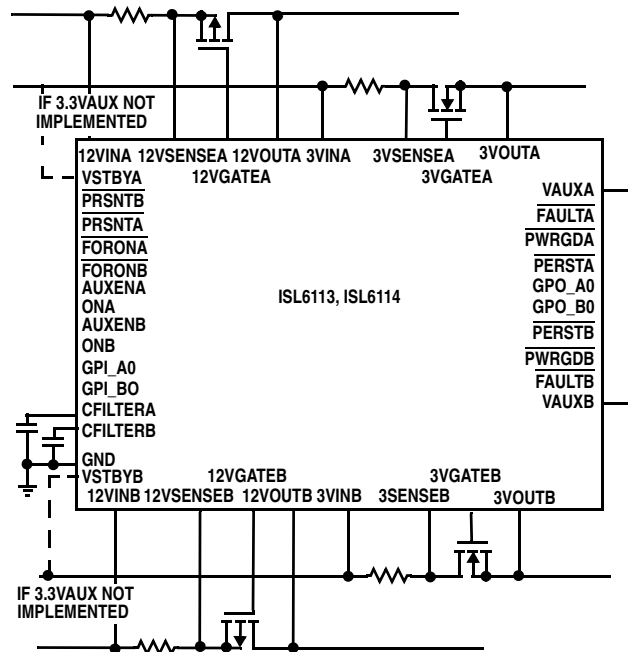 IF 3.3VAUX NOT
IMPLEMENTED
12VINA 12VSENSEA 12VOUTA 3VINA 3VSENSEA 3VOUTA
12VGATEA 3VGATEA
VSTBYA
PRSNTB
PRSNTA
FORONA
FORONB
AUXENA
ONA
AUXENB
ONB
GPI_A0
GPI_BO
CFILTERA
CFILTERB
GND
VSTBYB
ISL6113, ISL6114
VAUXA
FAULTA
PWRGDA
PERSTA
GPO_A0
GPO_B0
PERSTB
PWRGDB
FAULTB
VAUXB
12VGATEB 3VGATEB
12VINB 12VSENSEB 12VOUTB 3VINB 3SENSEB 3VOUTB
IF 3.3VAUX NOT
IMPLEMENTED